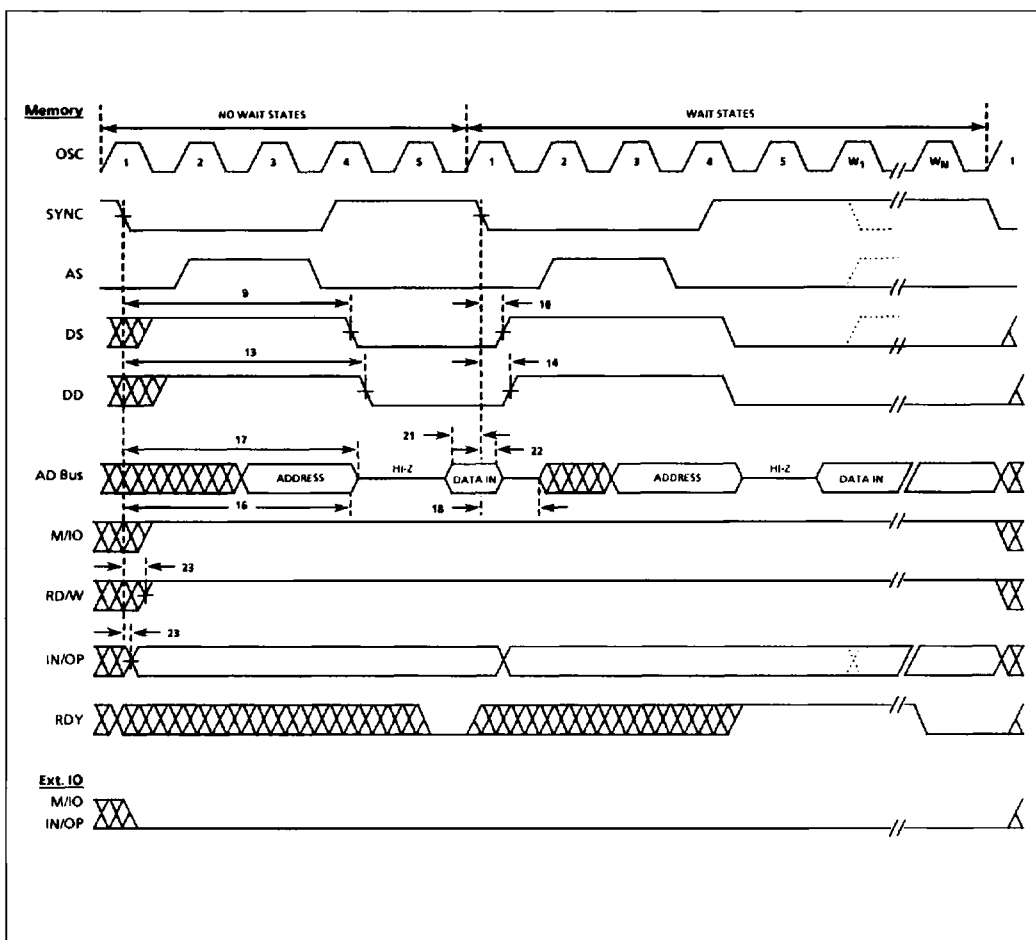 Memory
NO WAIT STATES WAIT STATES
OSC 1 2 3 4 5 1 2 3 4 5 W1 WN 1
SYNC
AS
9 10
DS
13 14
DD
21
17 22
AD Bus ADDRESS HI-Z DATA IN ADDRESS HI-Z DATA IN
16 18
M/IO
23
RD/W
23
IN/OP
RDY
Ext. IO
M/IO
IN/OP